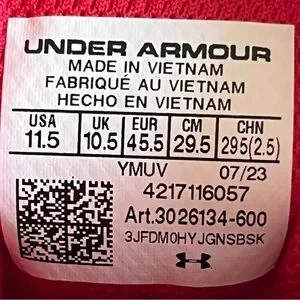 UNDER ARMOUR
MADE IN VIETNAM
FABRIQUÉ AU VIETNAM
HECHO EN VIETNAM
USA UK EUR CM CHN
11.5 10.5 45.5 29.5 295(2.5)
YMUV 07/23
4217116057
Art.3026134-600
3JFDM0HYJGNSBSK